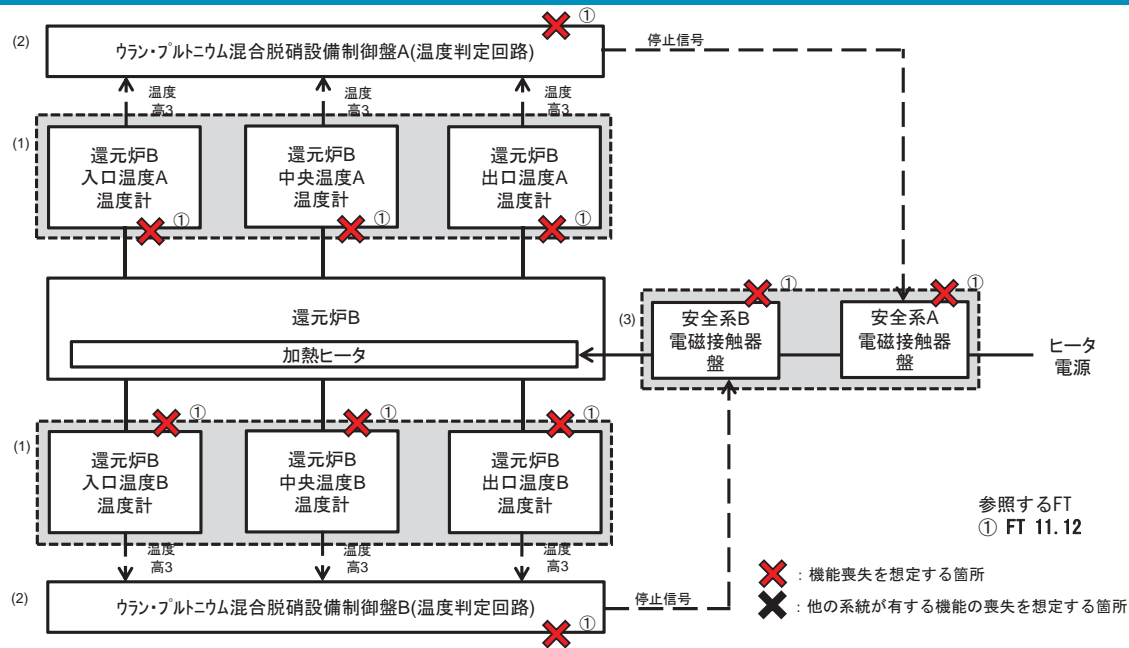 ①
(2)
ウラン・プルトニウム混合脱硝設備制御盤A(温度判定回路)
停止信号
温度
高3
温度
高3
温度
高3
(1)
還元炉B
入口温度A
温度計
①
還元炉B
中央温度A
温度計
①
還元炉B
出口温度A
温度計
①
還元炉B
加熱ヒータ
(3)
①
安全系B
電磁接触器
盤
①
安全系A
電磁接触器
盤
ヒータ
電源
(1)
①
還元炉B
入口温度B
温度計
①
還元炉B
中央温度B
温度計
①
還元炉B
出口温度B
温度計
温度
高3
温度
高3
温度
高3
(2)
ウラン・プルトニウム混合脱硝設備制御盤B(温度判定回路)
①
停止信号
参照するFT
① FT 11.12
：機能喪失を想定する箇所
：他の系統が有する機能の喪失を想定する箇所